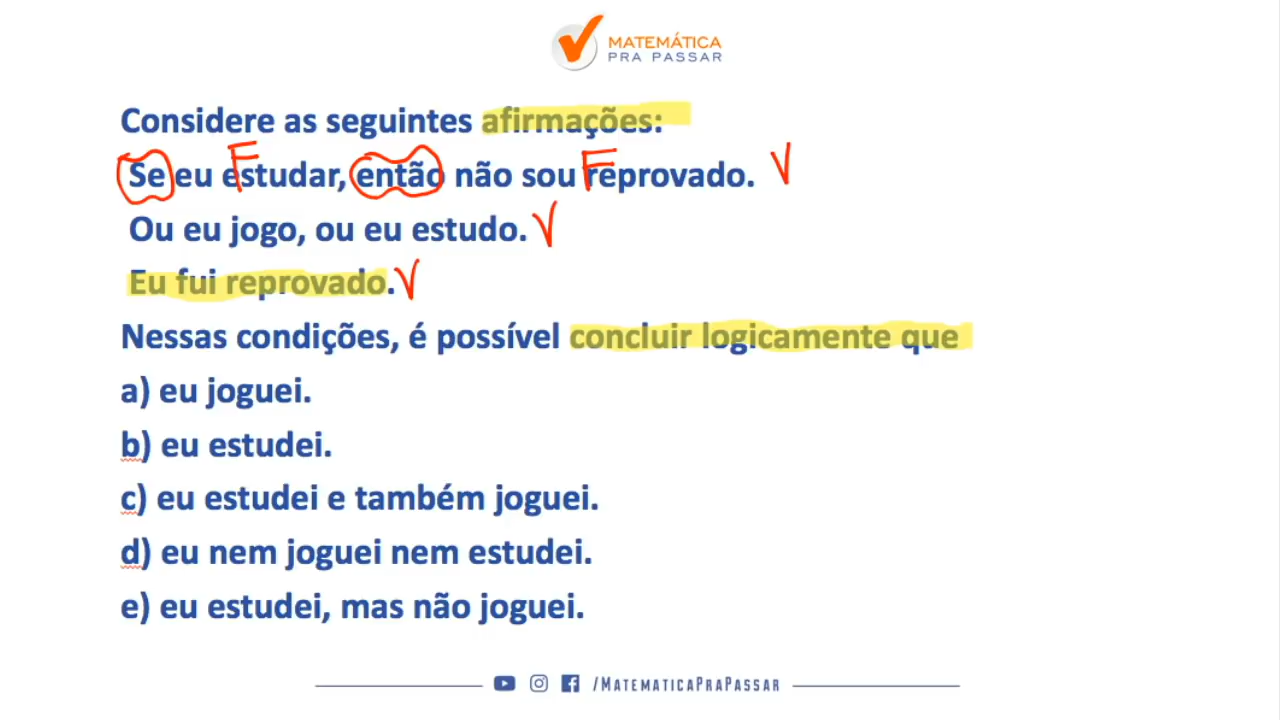 MATEMÁTICA
PRA PASSAR
Considere as seguintes afirmações:
F F V
Se eu estudar, então não sou reprovado.
Ou eu jogo, ou eu estudo. V
Eu fui reprovado. V
Nessas condições, é possível concluir logicamente que
a) eu joguei.
b) eu estudei.
c) eu estudei e também joguei.
d) eu nem joguei nem estudei.
e) eu estudei, mas não joguei.
/MATEMATICAPRAPASSAR